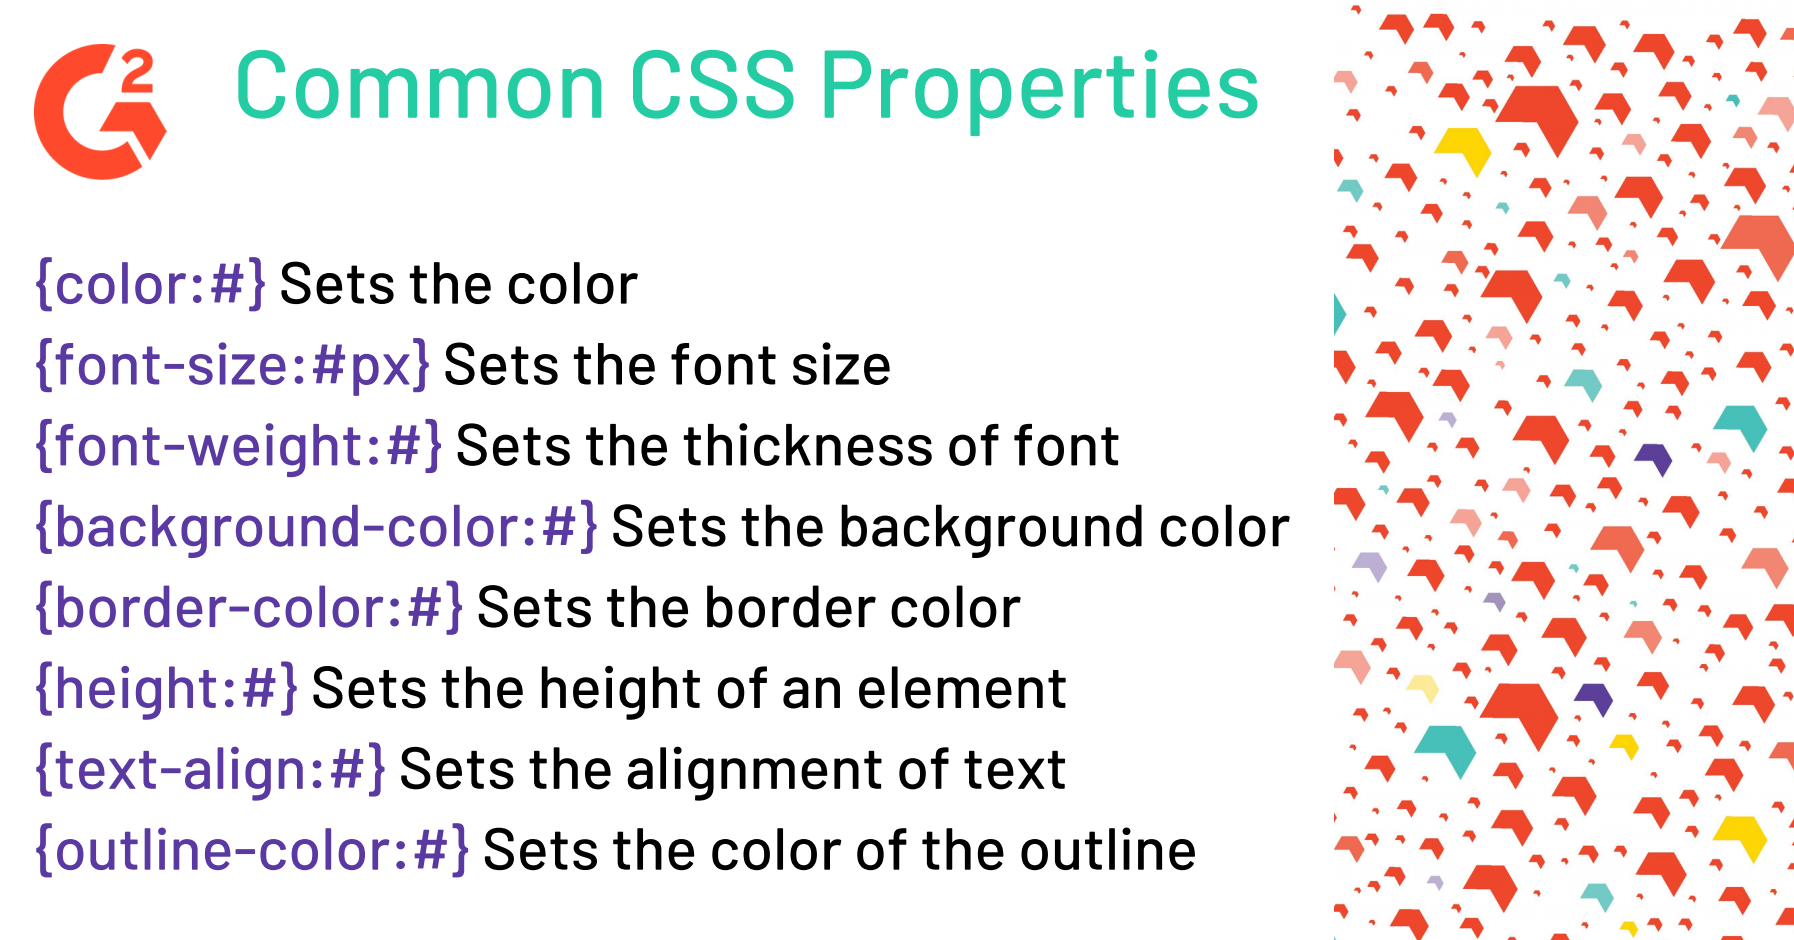 G2
Common CSS Properties
{color:#} Sets the color
{font-size:#px} Sets the font size
{font-weight:#} Sets the thickness of font
{background-color:#} Sets the background color
{border-color:#} Sets the border color
{height:#} Sets the height of an element
{text-align:#} Sets the alignment of text
{outline-color:#} Sets the color of the outline